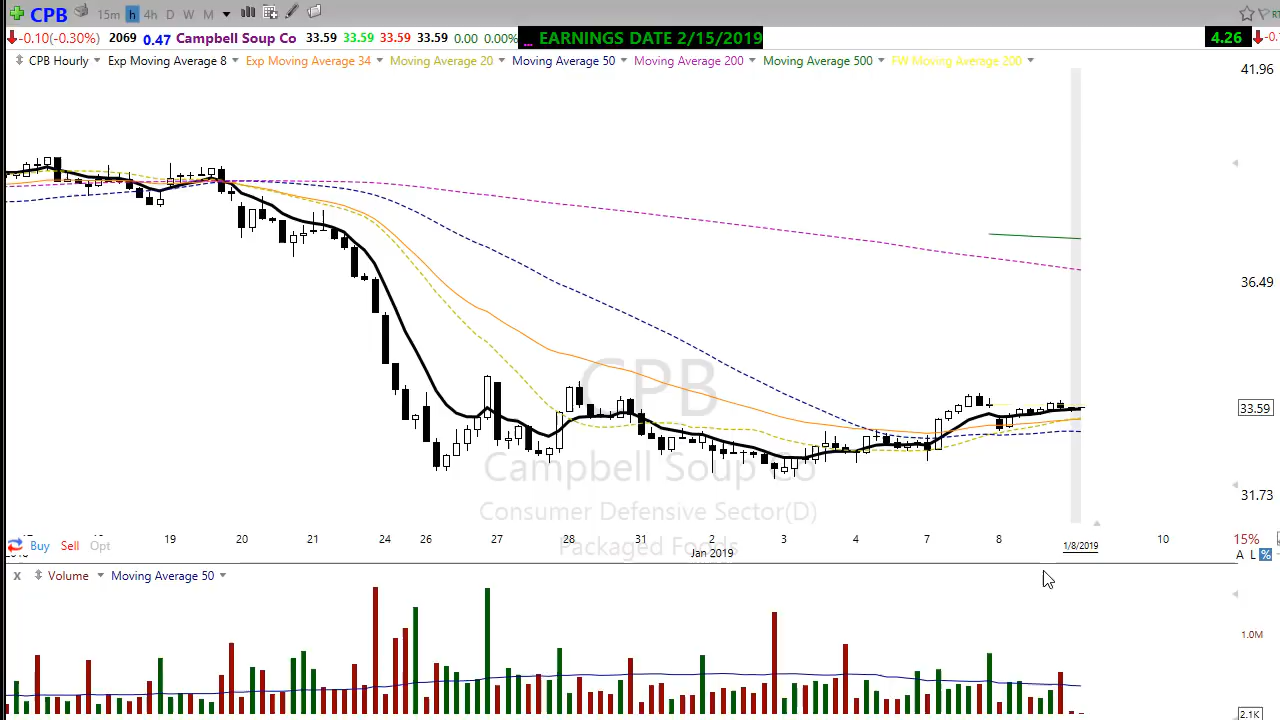 CPB 15m h 4h D W M
-0.10(-0.30%) 2069 0.47 Campbell Soup Co 33.59 33.59 33.59 33.59 0.00 0.00% EARNINGS DATE 2/15/2019 4.26 -0.1
CPB Hourly Exp Moving Average 8 Exp Moving Average 34 Moving Average 20 Moving Average 50 Moving Average 200 Moving Average 500 FW Moving Average 200
41.96
36.49
CPB
33.59
Campbell Soup Co
31.73
Consumer Defensive Sector(D)
19 20 21 24 26 27 28 31 2 3 4 7 8 10 15%
Buy Sell Opt Packaged Foods 1/8/2019
Jan 2019 A L %
X Volume Moving Average 50
1.0M
2.1K